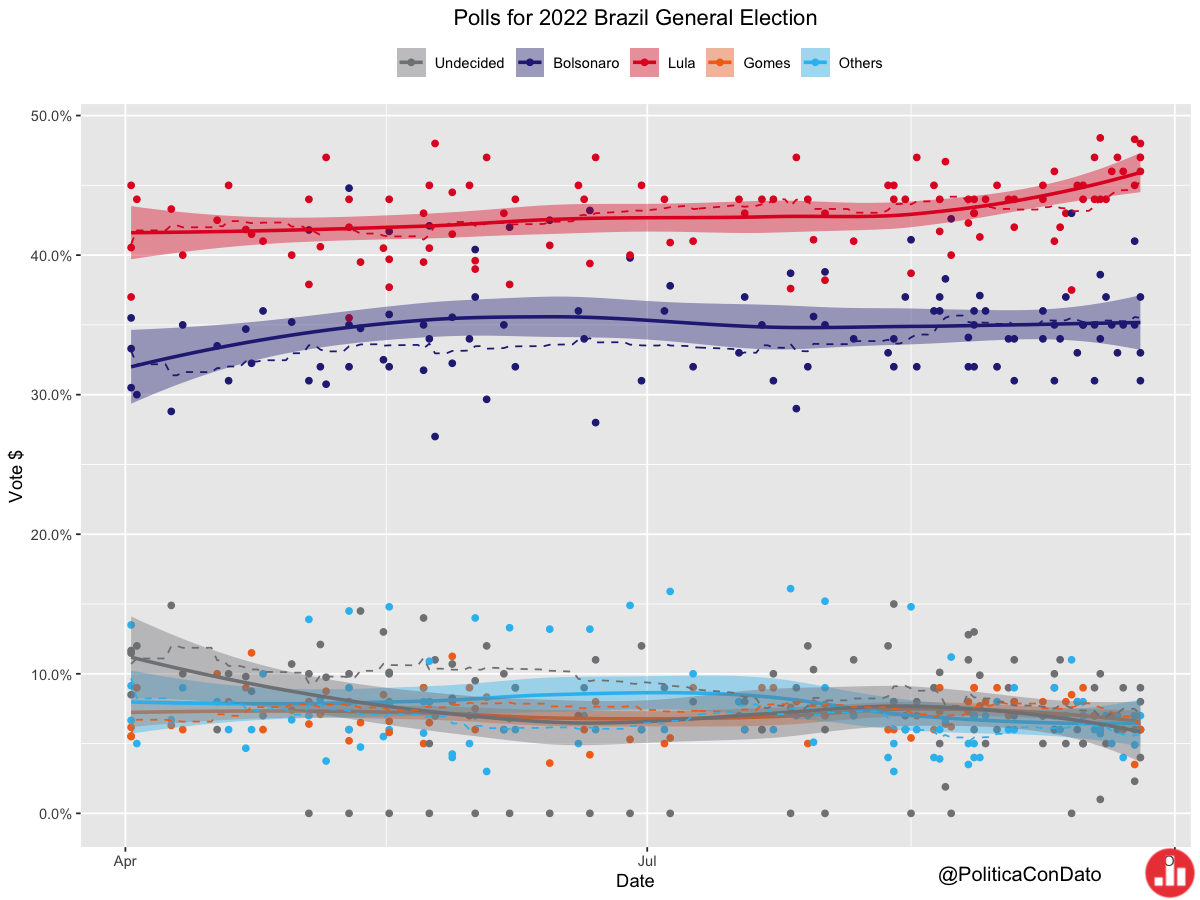 Polls for 2022 Brazil General Election
Undecided Bolsonaro Lula Gomes Others
50.0%
40.0%
30.0%
20.0%
10.0%
0.0%
Vote $
Apr Jul
Date
@PoliticaConDato